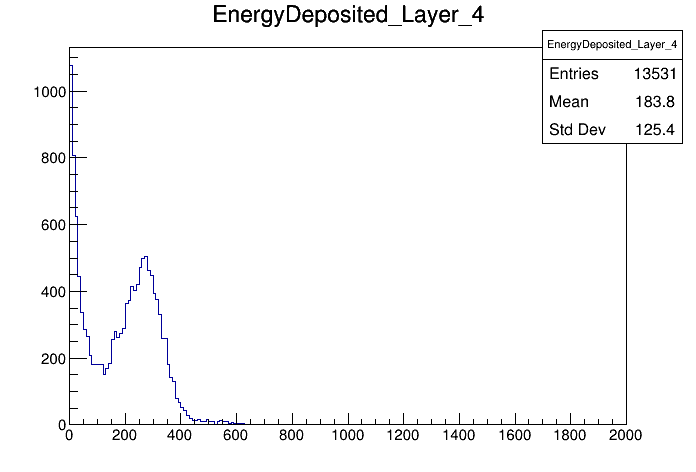 EnergyDeposited_Layer_4
EnergyDeposited_Layer_4
Entries 13531
Mean 183.8
Std Dev 125.4
1000
800
600
400
200
0
0 200 400 600 800 1000 1200 1400 1600 1800 2000